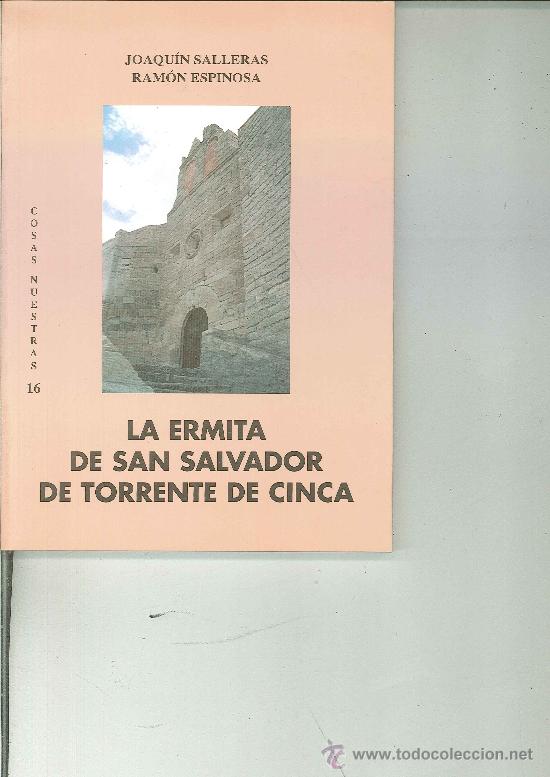 JOAQUÍN SALLERAS
RAMÓN ESPINOSA
COSAS NUESTRAS
16
LA ERMITA
DE SAN SALVADOR
DE TORRENTE DE CINCA
www.todocoleccion.net